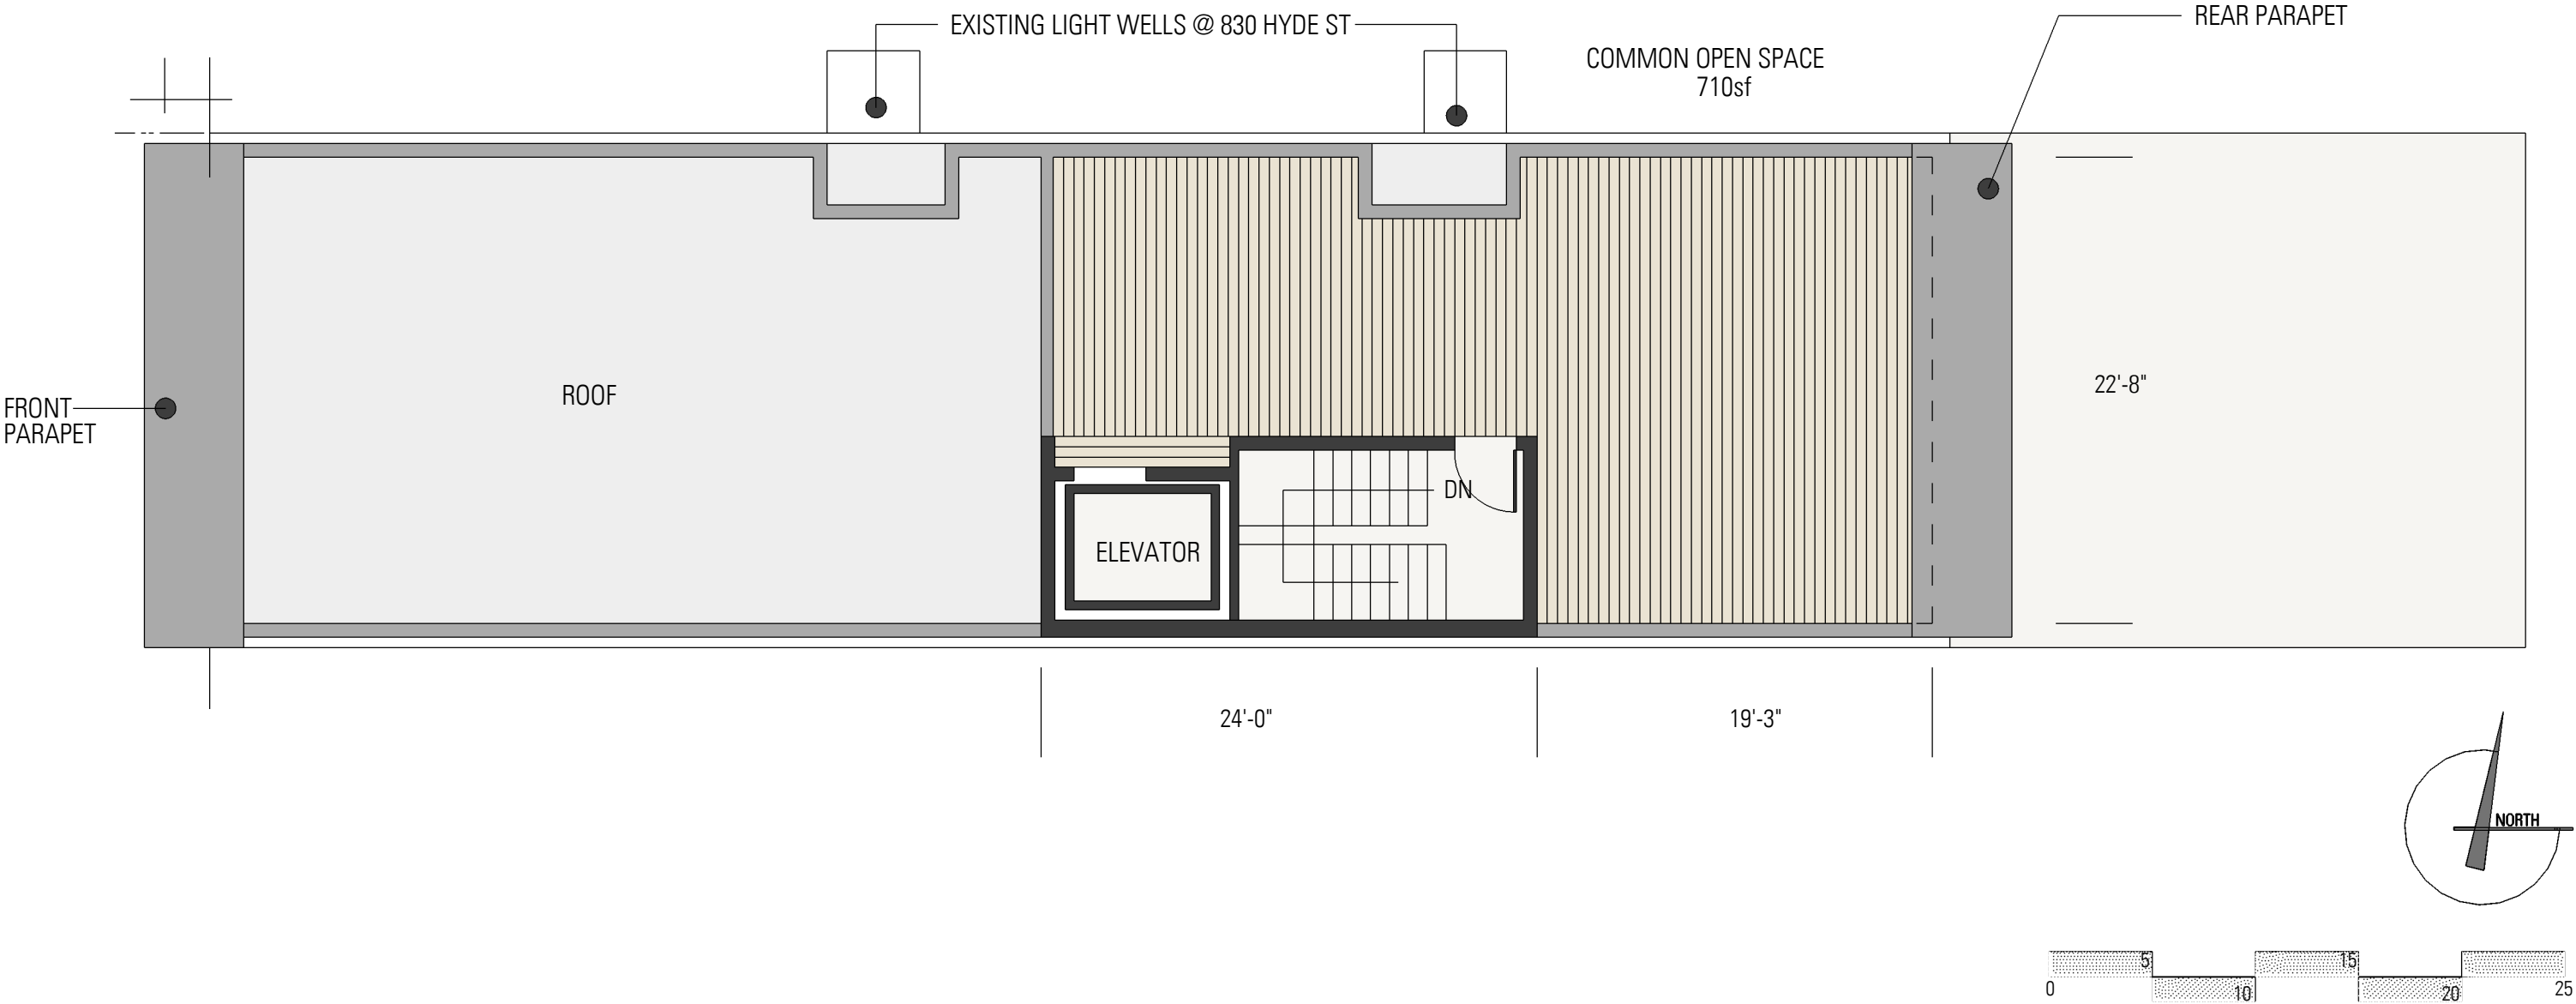 EXISTING LIGHT WELLS @ 830 HYDE ST
REAR PARAPET
COMMON OPEN SPACE
710sf
ROOF
FRONT
PARAPET
22'-8"
DN
ELEVATOR
24'-0"
19'-3"
NORTH
0 5 10 15 20 25